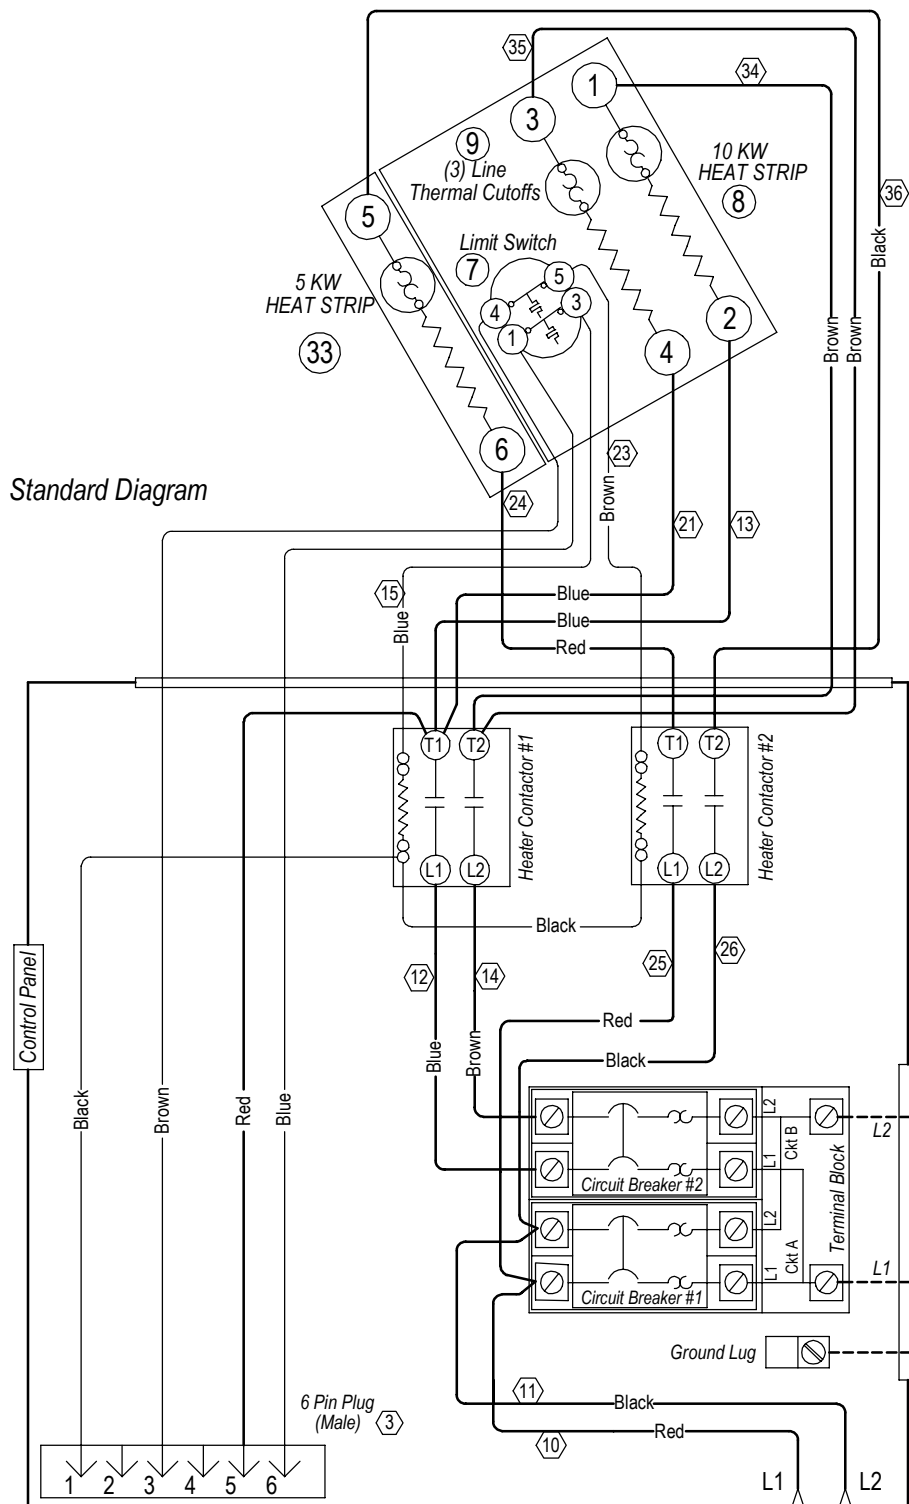 35
34
1
3
9
(3) Line
Thermal Cutoffs
10 KW
HEAT STRIP
8
36
Black
5
Limit Switch
7
5
3
4
1
5 KW
HEAT STRIP
33
2
4
Brown
Brown
6
23
Brown
Standard Diagram
24
21
13
15
Blue
Blue
Blue
Red
T1
T2
Heater Contactor #1
L1
L2
T1
T2
Heater Contactor #2
L1
L2
Black
12
14
25
26
Control Panel
Red
Blue
Brown
Black
Black
Brown
Red
Blue
L2
Ckt B
L1
L2
Circuit Breaker #2
Terminal Block
L2
Ckt A
L1
L1
Circuit Breaker #1
Ground Lug
11
Black
6 Pin Plug
(Male)
3
10
Red
1
2
3
4
5
6
L1
L2